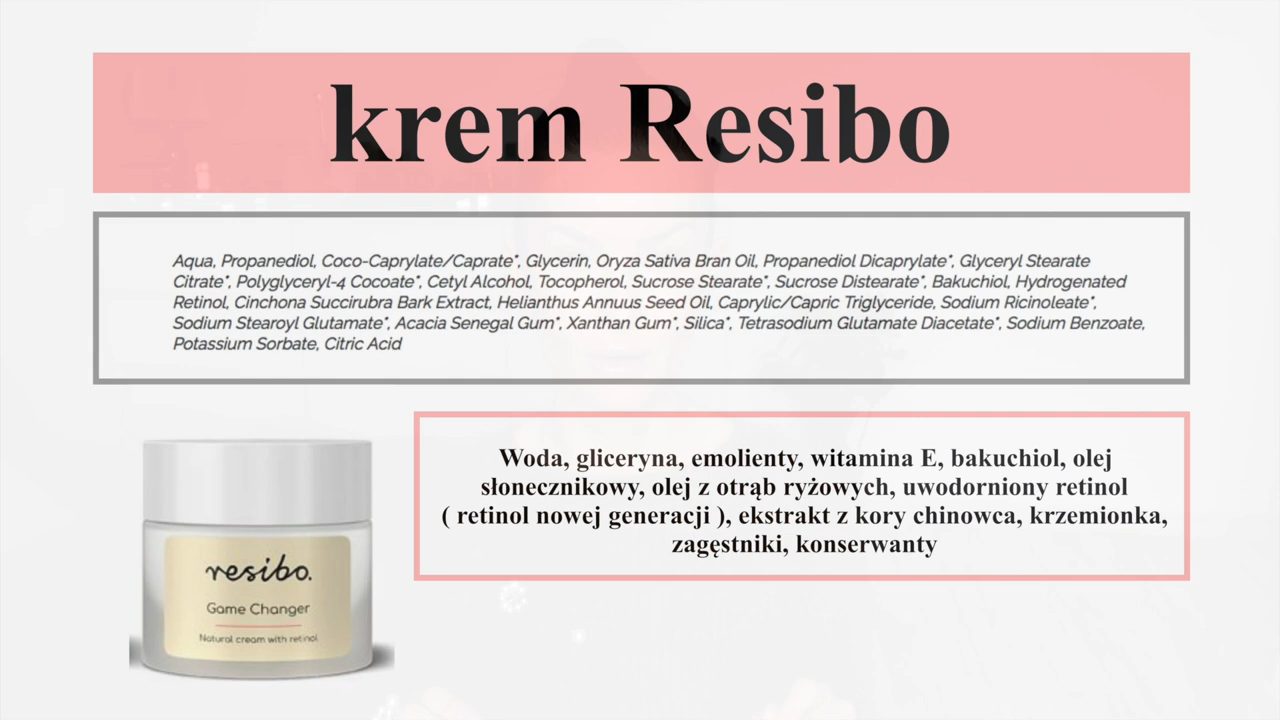 krem Resibo
Aqua, Propanediol, Coco-Caprylate/Caprate*, Glycerin, Oryza Sativa Bran Oil, Propanediol Dicaprylate*, Glyceryl Stearate
Citrate*, Polyglyceryl-4 Cocoate*, Cetyl Alcohol, Tocopherol, Sucrose Stearate*, Sucrose Distearate*, Bakuchiol, Hydrogenated
Retinol, Cinchona Succirubra Bark Extract, Helianthus Annuus Seed Oil, Caprylic/Capric Triglyceride, Sodium Ricinoleate*,
Sodium Stearoyl Glutamate*, Acacia Senegal Gum*, Xanthan Gum*, Silica*, Tetrasodium Glutamate Diacetate*, Sodium Benzoate,
Potassium Sorbate, Citric Acid
Woda, gliceryna, emolienty, witamina E, bakuchiol, olej
słonecznikowy, olej z otrąb ryżowych, uwodorniony retinol
( retinol nowej generacji ), ekstrakt z kory chinowca, krzemionka,
zagęstniki, konserwanty
resibo.
Game Changer
Natural cream with retinol